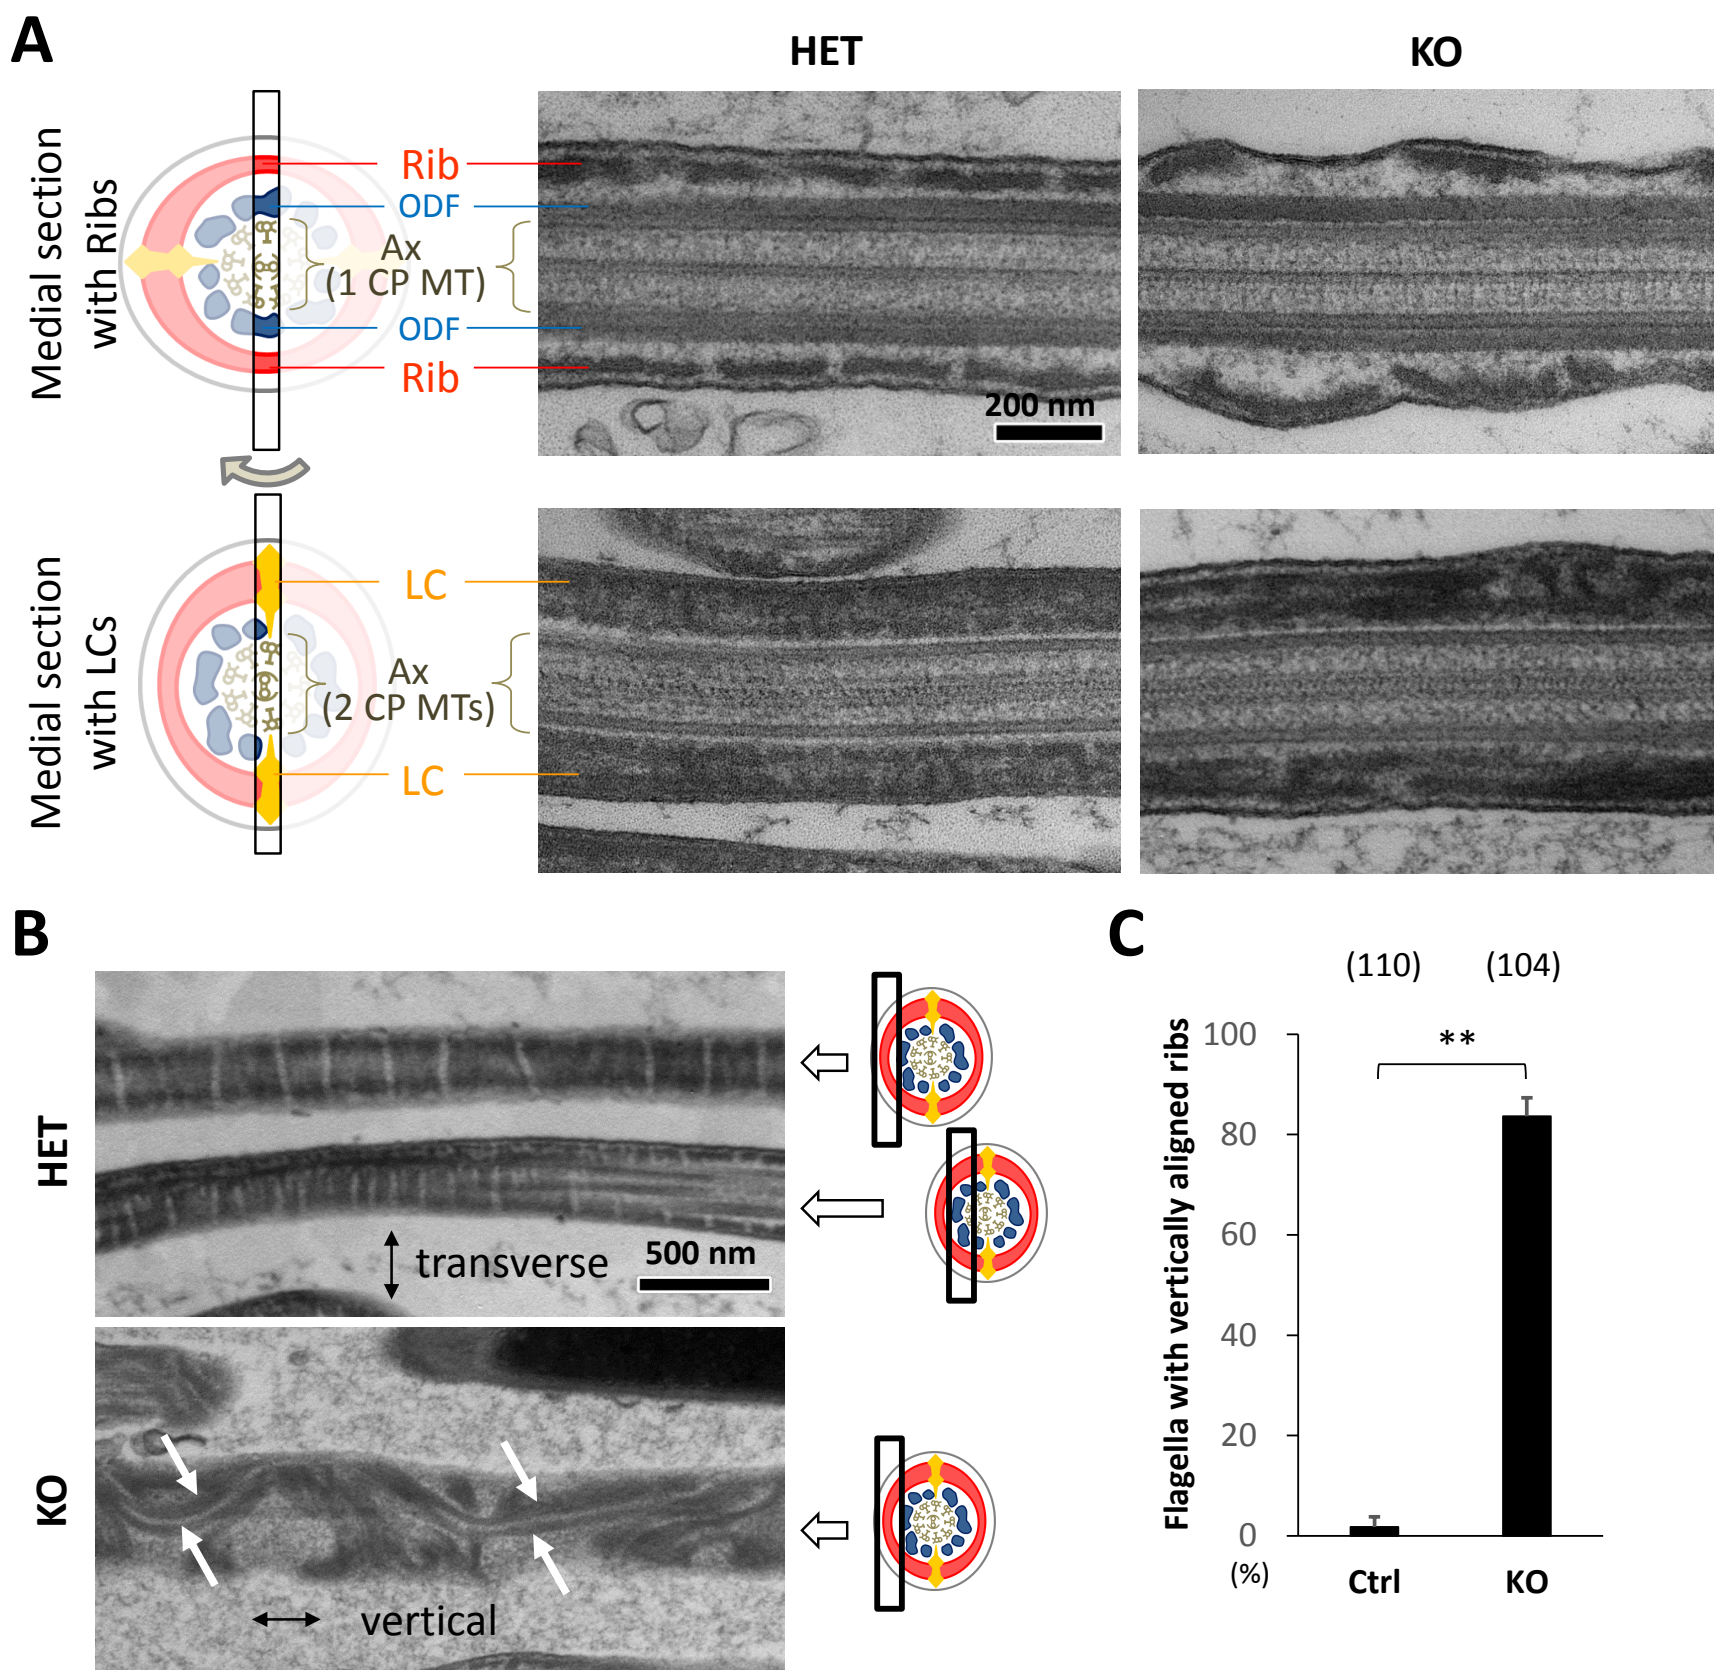 A
HET
KO
Medial section
with Ribs
Rib
ODF
Ax
(1 CP MT)
ODF
Rib
200 nm
Medial section
with LCs
LC
Ax
(2 CP MTs)
LC
B
HET
transverse
500 nm
KO
vertical
C
(110)
(104)
Flagella with vertically aligned ribs
100
80
60
40
20
0
(%)
**
Ctrl
KO